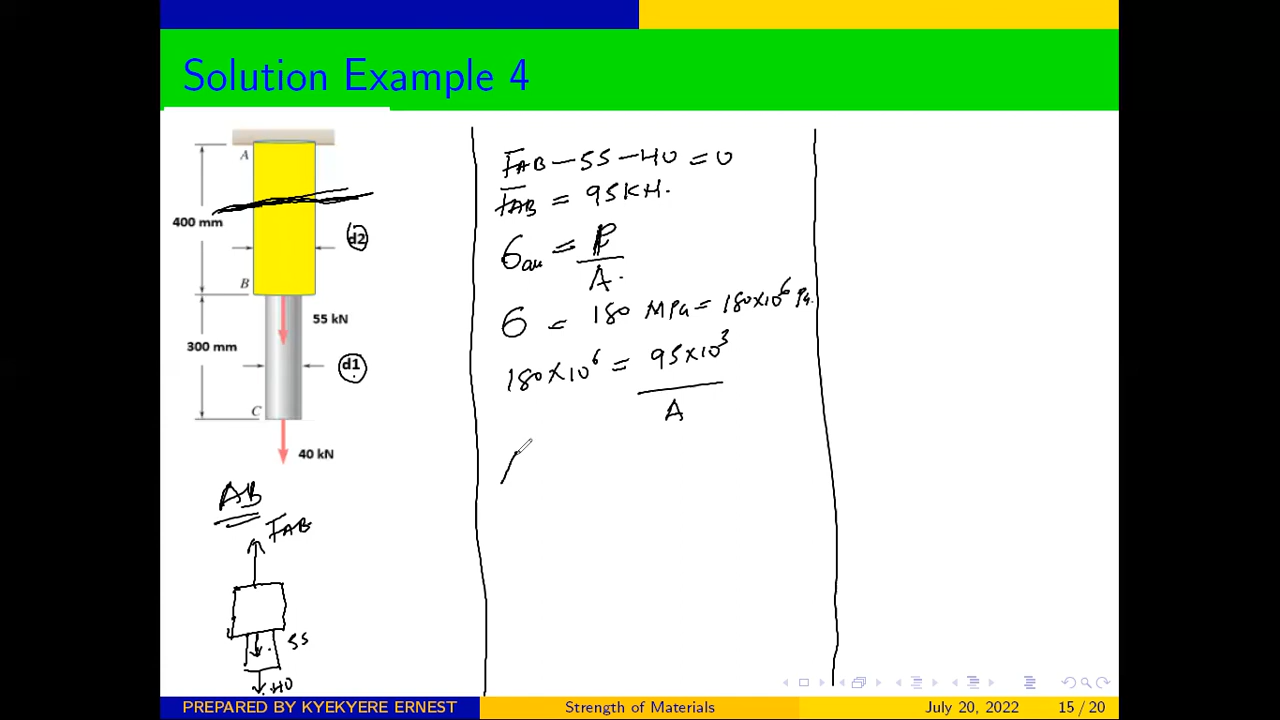 Solution Example 4
A
400 mm
d2
B
55 kN
300 mm
d1
C
40 kN
AB
FAB
55
40
FAB - 55 - 40 = 0
FAB = 95KN.
σall = P
A.
σ = 180 MPa = 180×10⁶ Pa.
180×10⁶ = 95×10³
A
PREPARED BY KYEKYERE ERNEST
Strength of Materials
July 20, 2022
15 / 20